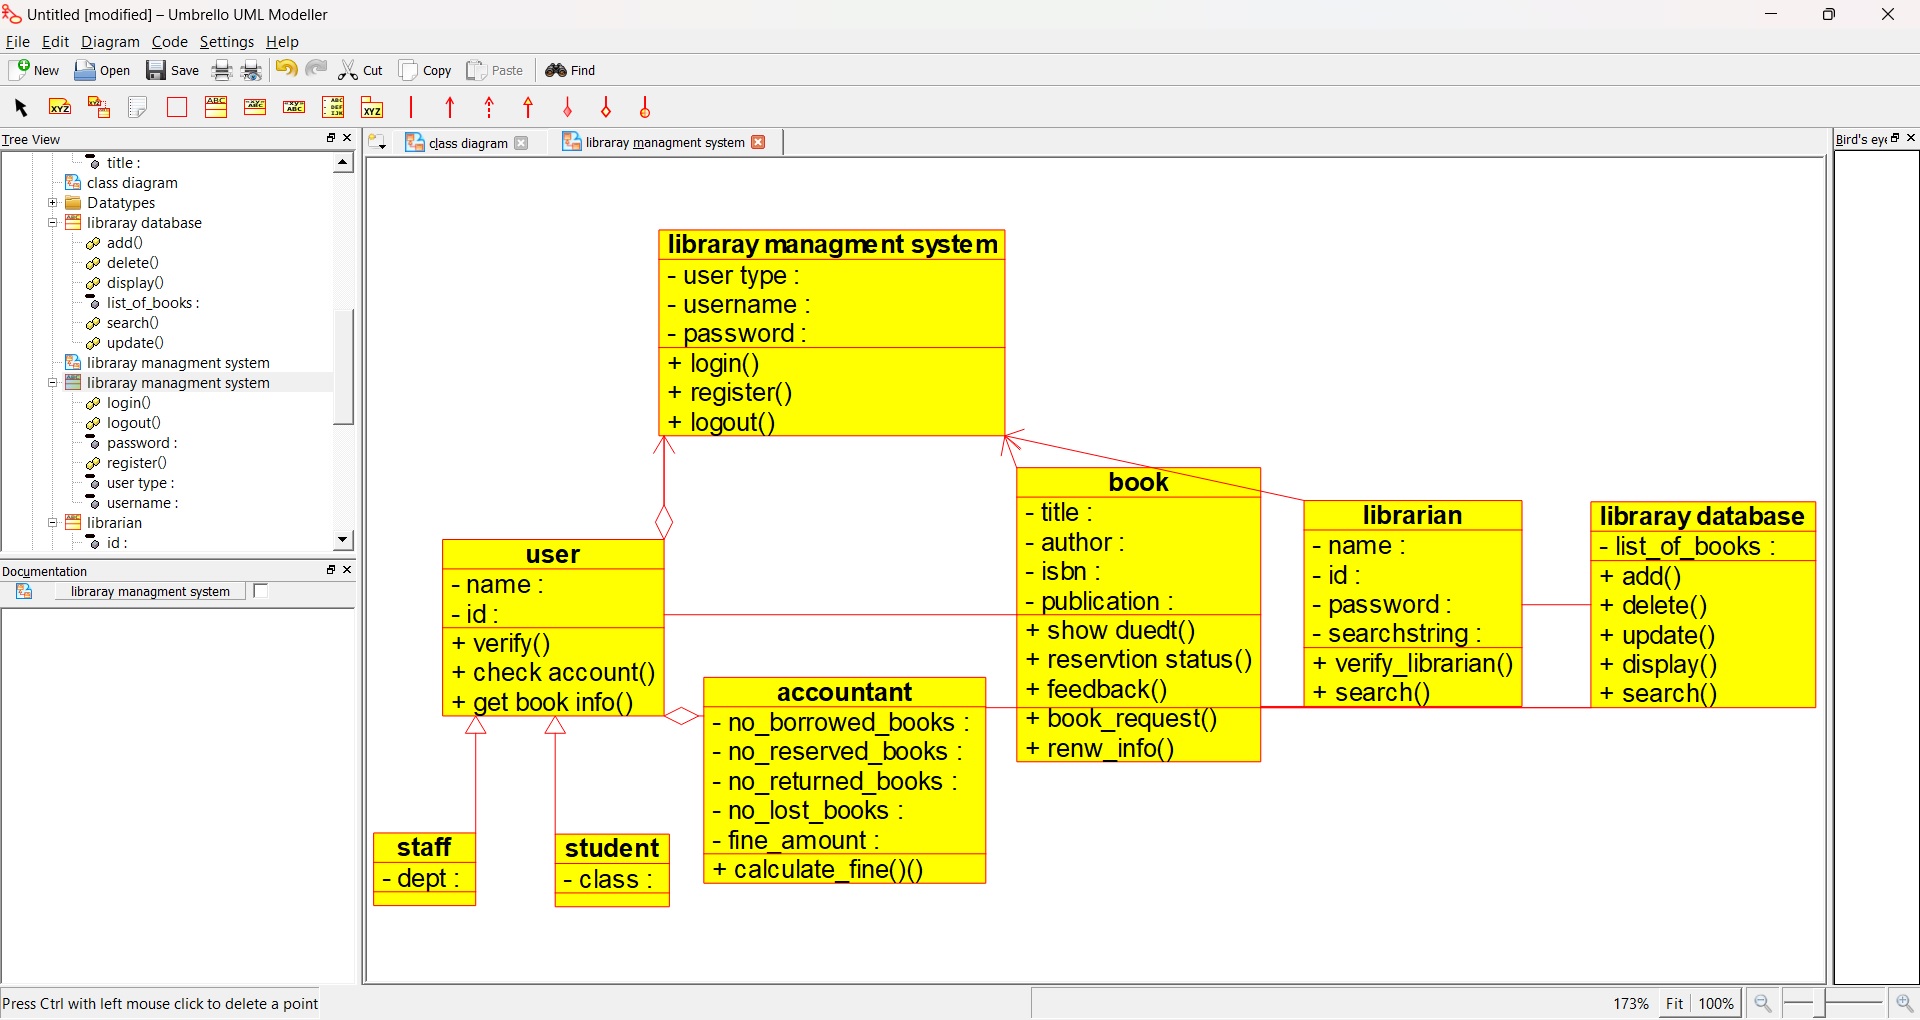 Untitled [modified] – Umbrello UML Modeller
File Edit Diagram Code Settings Help
New Open Save Cut Copy Paste Find
Tree View
title :
class diagram
Datatypes
libraray database
add()
delete()
display()
list_of_books :
search()
update()
libraray managment system
libraray managment system
login()
logout()
password :
register()
user type :
username :
librarian
id :
Documentation
libraray managment system
class diagram
libraray managment system
Bird's eye
libraray managment system
- user type :
- username :
- password :
+ login()
+ register()
+ logout()
user
- name :
- id :
+ verify()
+ check account()
+ get book info()
book
- title :
- author :
- isbn :
- publication :
+ show duedt()
+ reservtion status()
+ feedback()
+ book_request()
+ renw_info()
librarian
- name :
- id :
- password :
- searchstring :
+ verify_librarian()
+ search()
libraray database
- list_of_books :
+ add()
+ delete()
+ update()
+ display()
+ search()
accountant
- no_borrowed_books :
- no_reserved_books :
- no_returned_books :
- no_lost_books :
- fine_amount :
+ calculate_fine()()
staff
- dept :
student
- class :
Press Ctrl with left mouse click to delete a point
173% Fit 100%